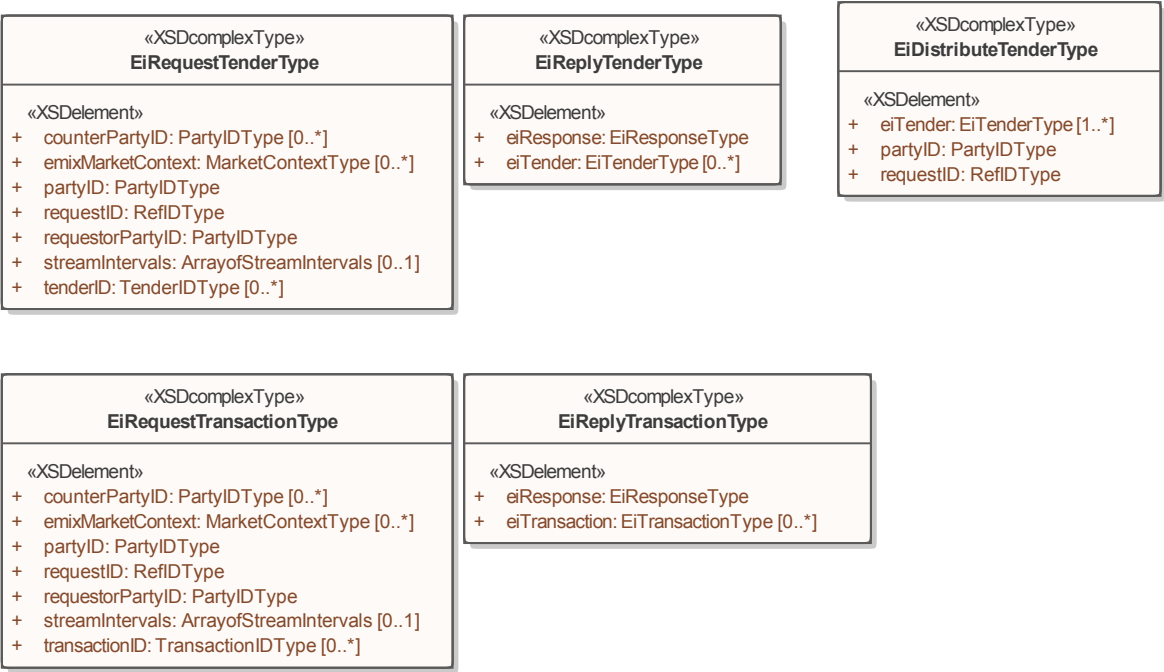 «XSDcomplexType»
EiRequestTenderType
«XSDelement»
+ counterPartyID: PartyIDType [0..*]
+ emixMarketContext: MarketContextType [0..*]
+ partyID: PartyIDType
+ requestID: RefIDType
+ requestorPartyID: PartyIDType
+ streamIntervals: ArrayofStreamIntervals [0..1]
+ tenderID: TenderIDType [0..*]
«XSDcomplexType»
EiReplyTenderType
«XSDelement»
+ eiResponse: EiResponseType
+ eiTender: EiTenderType [0..*]
«XSDcomplexType»
EiDistributeTenderType
«XSDelement»
+ eiTender: EiTenderType [1..*]
+ partyID: PartyIDType
+ requestID: RefIDType
«XSDcomplexType»
EiRequestTransactionType
«XSDelement»
+ counterPartyID: PartyIDType [0..*]
+ emixMarketContext: MarketContextType [0..*]
+ partyID: PartyIDType
+ requestID: RefIDType
+ requestorPartyID: PartyIDType
+ streamIntervals: ArrayofStreamIntervals [0..1]
+ transactionID: TransactionIDType [0..*]
«XSDcomplexType»
EiReplyTransactionType
«XSDelement»
+ eiResponse: EiResponseType
+ eiTransaction: EiTransactionType [0..*]